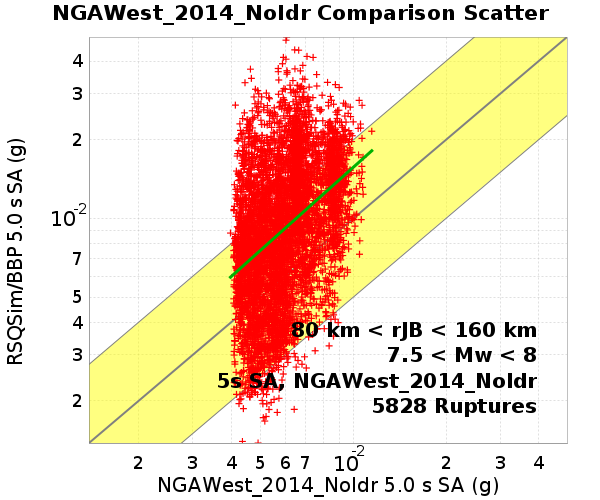 NGAWest_2014_NoIdr Comparison Scatter
RSQSim/BBP 5.0 s SA (g)
4
3
2
10-2
7
5
4
3
2
80 km < rJB < 160 km
7.5 < Mw < 8
5s SA, NGAWest_2014_NoIdr
5828 Ruptures
2 3 4 5 6 7 10-2 2 3 4
NGAWest_2014_NoIdr 5.0 s SA (g)